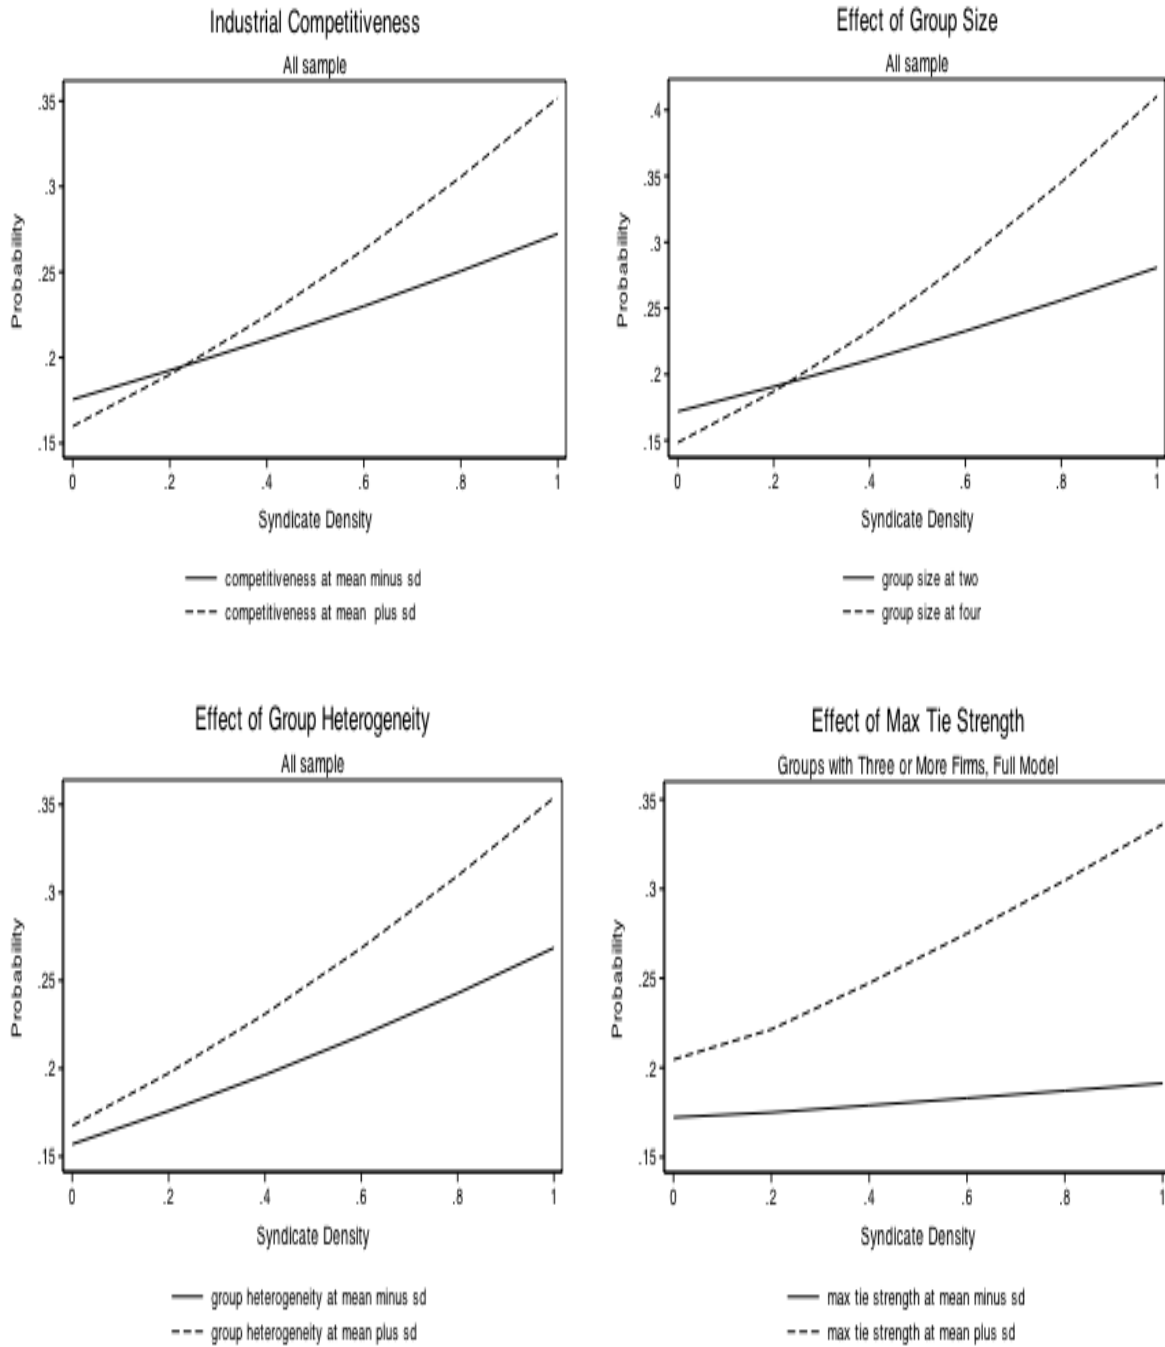 Industrial Competitiveness
All sample
.35
.3
.25
.2
.15
Probability
0 .2 .4 .6 .8 1
Syndicate Density
competitiveness at mean minus sd
competitiveness at mean plus sd
Effect of Group Size
All sample
.4
.35
.3
.25
.2
.15
Probability
0 .2 .4 .6 .8 1
Syndicate Density
group size at two
group size at four
Effect of Group Heterogeneity
All sample
.35
.3
.25
.2
.15
Probability
0 .2 .4 .6 .8 1
Syndicate Density
group heterogeneity at mean minus sd
group heterogeneity at mean plus sd
Effect of Max Tie Strength
Groups with Three or More Firms, Full Model
.35
.3
.25
.2
.15
Probability
0 .2 .4 .6 .8 1
Syndicate Density
max tie strength at mean minus sd
max tie strength at mean plus sd